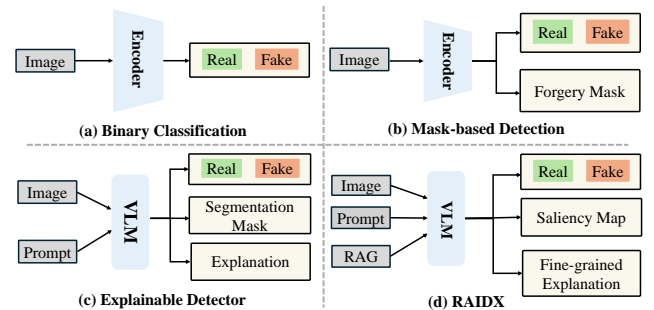 Image
Encoder
Real Fake
(a) Binary Classification
Image
Encoder
Real Fake
Forgery Mask
(b) Mask-based Detection
Image
Prompt
VLM
Real Fake
Segmentation
Mask
Explanation
(c) Explainable Detector
Image
Prompt
RAG
VLM
Real Fake
Saliency Map
Fine-grained
Explanation
(d) RAIDX